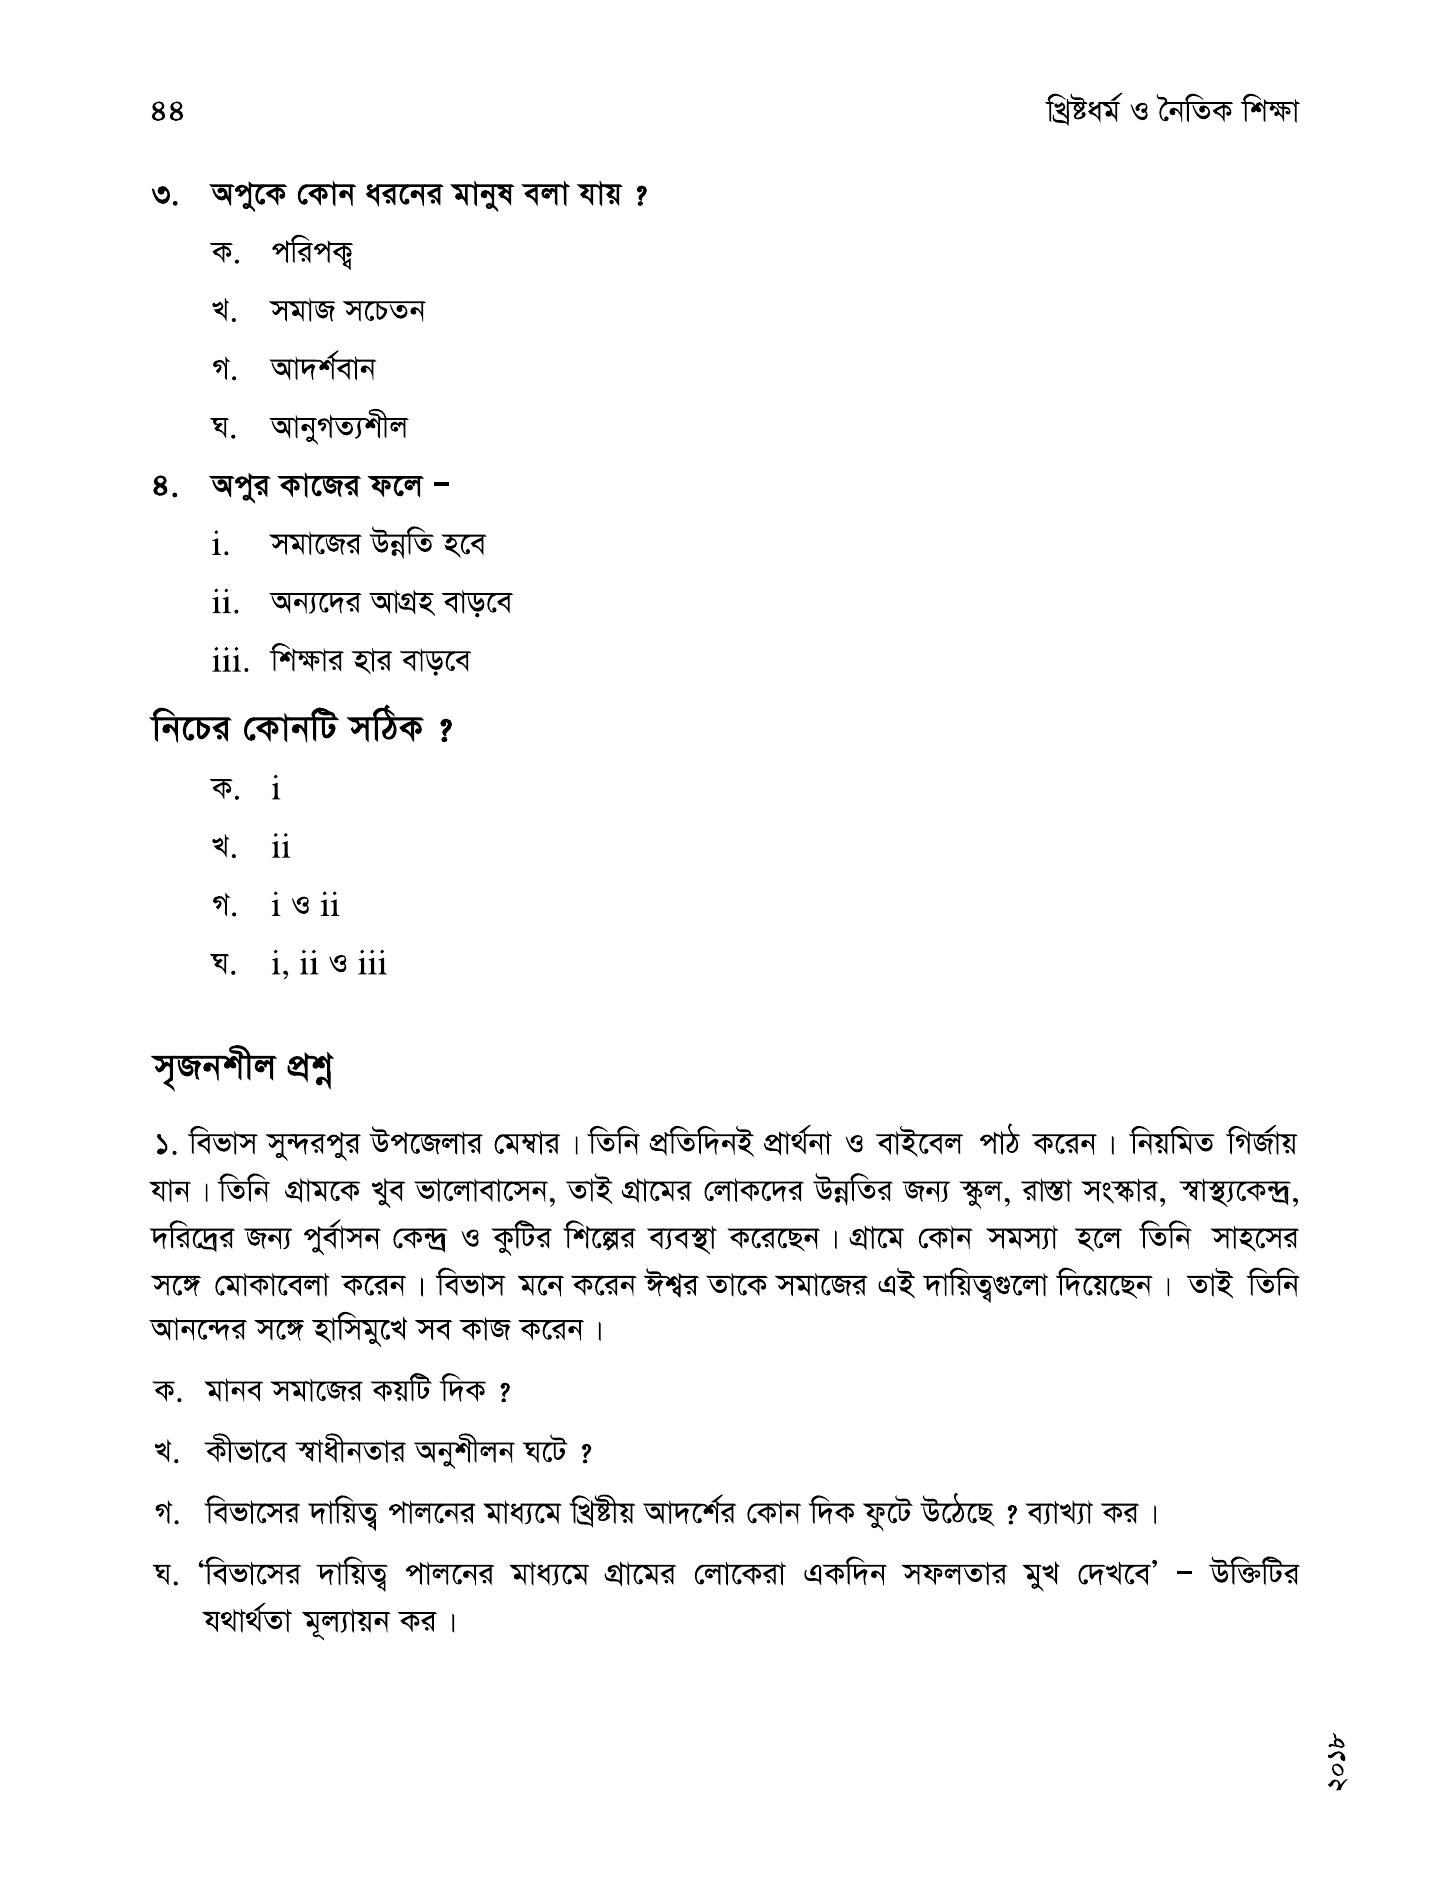 ৪৪ খ্রিষ্টধর্ম ও নৈতিক শিক্ষা
৩. অপুকে কোন ধরনের মানুষ বলা যায় ?
ক. পরিপক্ব
খ. সমাজ সচেতন
গ. আদর্শবান
ঘ. আনুগত্যশীল
৪. অপুর কাজের ফলে –
i. সমাজের উন্নতি হবে
ii. অন্যদের আগ্রহ বাড়বে
iii. শিক্ষার হার বাড়বে
নিচের কোনটি সঠিক ?
ক. i
খ. ii
গ. i ও ii
ঘ. i, ii ও iii
সৃজনশীল প্রশ্ন
১. বিভাস সুন্দরপুর উপজেলার মেম্বার। তিনি প্রতিদিনই প্রার্থনা ও বাইবেল পাঠ করেন। নিয়মিত গির্জায়
যান। তিনি গ্রামকে খুব ভালোবাসেন, তাই গ্রামের লোকদের উন্নতির জন্য স্কুল, রাস্তা সংস্কার, স্বাস্থ্যকেন্দ্র,
দরিদ্রের জন্য পুর্বাসন কেন্দ্র ও কুটির শিল্পের ব্যবস্থা করেছেন। গ্রামে কোন সমস্যা হলে তিনি সাহসের
সঙ্গে মোকাবেলা করেন। বিভাস মনে করেন ঈশ্বর তাকে সমাজের এই দায়িত্বগুলো দিয়েছেন। তাই তিনি
আনন্দের সঙ্গে হাসিমুখে সব কাজ করেন।
ক. মানব সমাজের কয়টি দিক ?
খ. কীভাবে স্বাধীনতার অনুশীলন ঘটে ?
গ. বিভাসের দায়িত্ব পালনের মাধ্যমে খ্রিষ্টীয় আদর্শের কোন দিক ফুটে উঠেছে ? ব্যাখ্যা কর।
ঘ. ‘বিভাসের দায়িত্ব পালনের মাধ্যমে গ্রামের লোকেরা একদিন সফলতার মুখ দেখবে’ – উক্তিটির
যথার্থতা মূল্যায়ন কর।
২০১৮